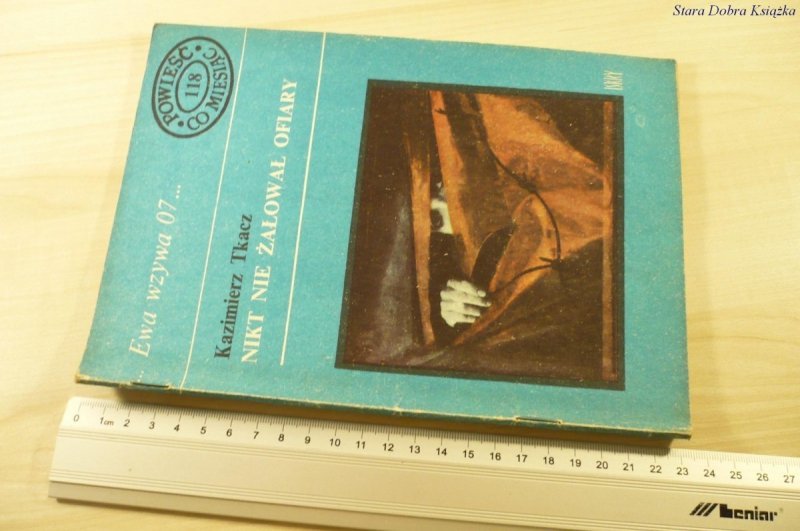 Stara Dobra Książka
POWIEŚĆ
118
CO MIESIĄC
... Ewa wzywa 07...
Kazimierz Tkacz
NIKT NIE ŻAŁOWAŁ OFIARY
ISKRY
0 1cm 2 3 4 5 6 7 8 9 10 11 12 13 14 15 16 17 18 19 20 21 22 23 24 25 26 27
Leniar